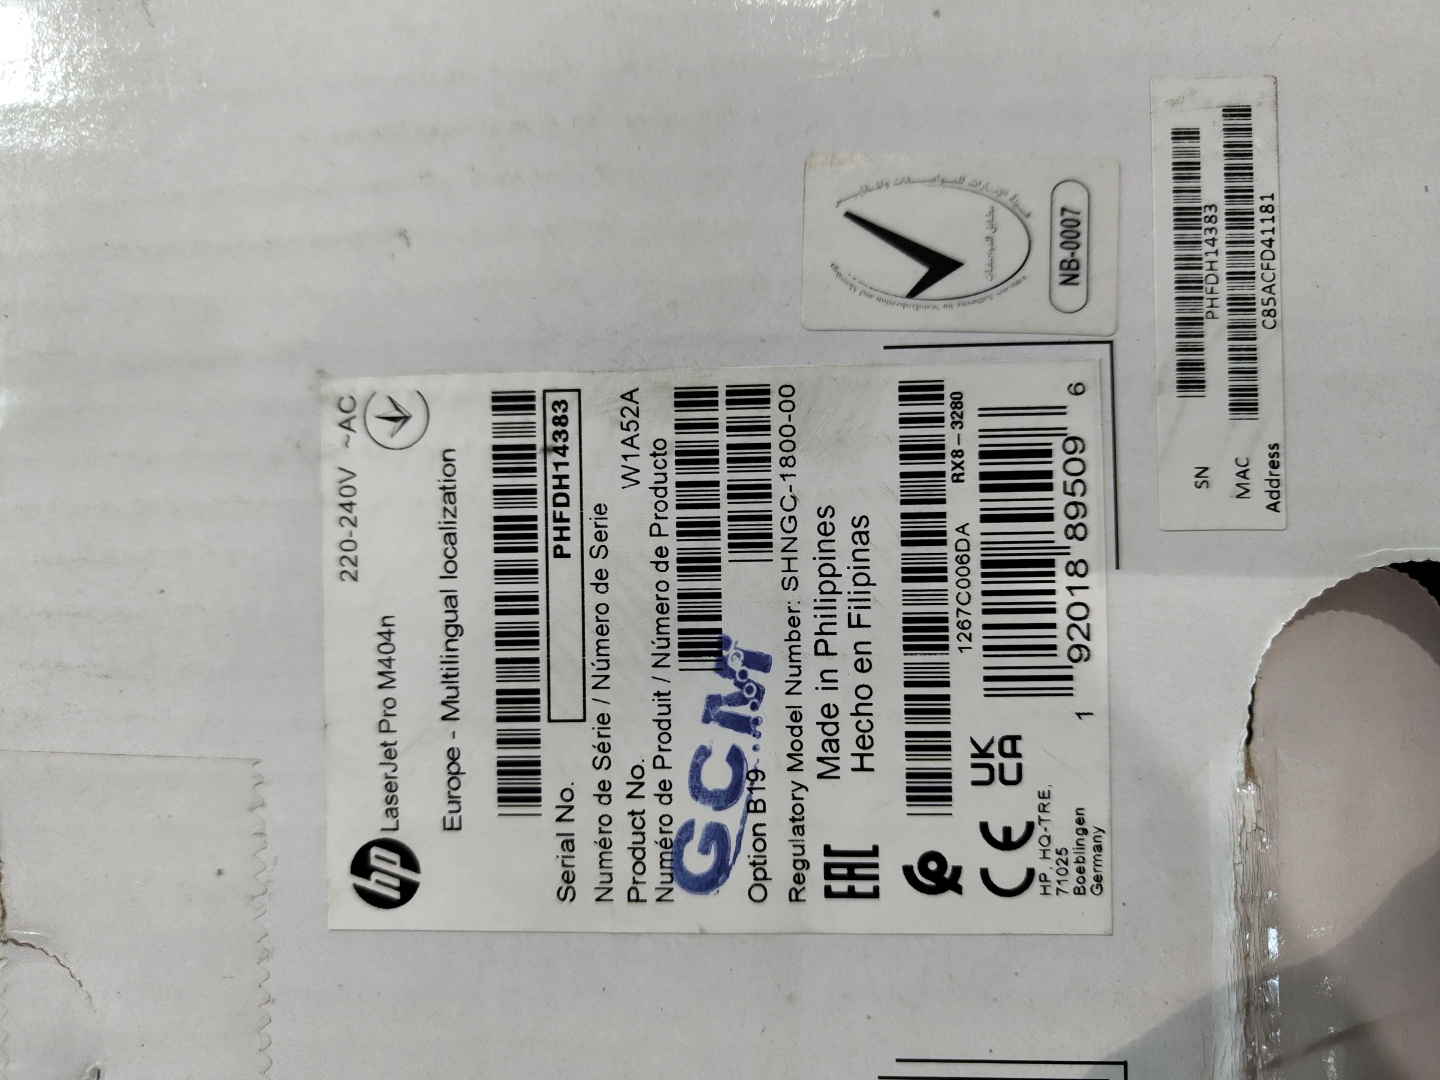 hp
LaserJet Pro M404n
220-240V ~AC
Europe - Multilingual localization
Serial No.
PHFDH14383
Numéro de Série / Número de Serie
Product No.
W1A52A
Numéro de Produit / Número de Producto
GCM
Option B19
Regulatory Model Number: SHNGC-1800-00
Made in Philippines
Hecho en Filipinas
EAC
1267C006DA
RX8-3280
CE
UK
CA
HP, HQ-TRE,
71025
Boeblingen
Germany
1 92018 89509 6
NB-0007
SN
PHFDH14383
MAC
Address
C85ACFD41181